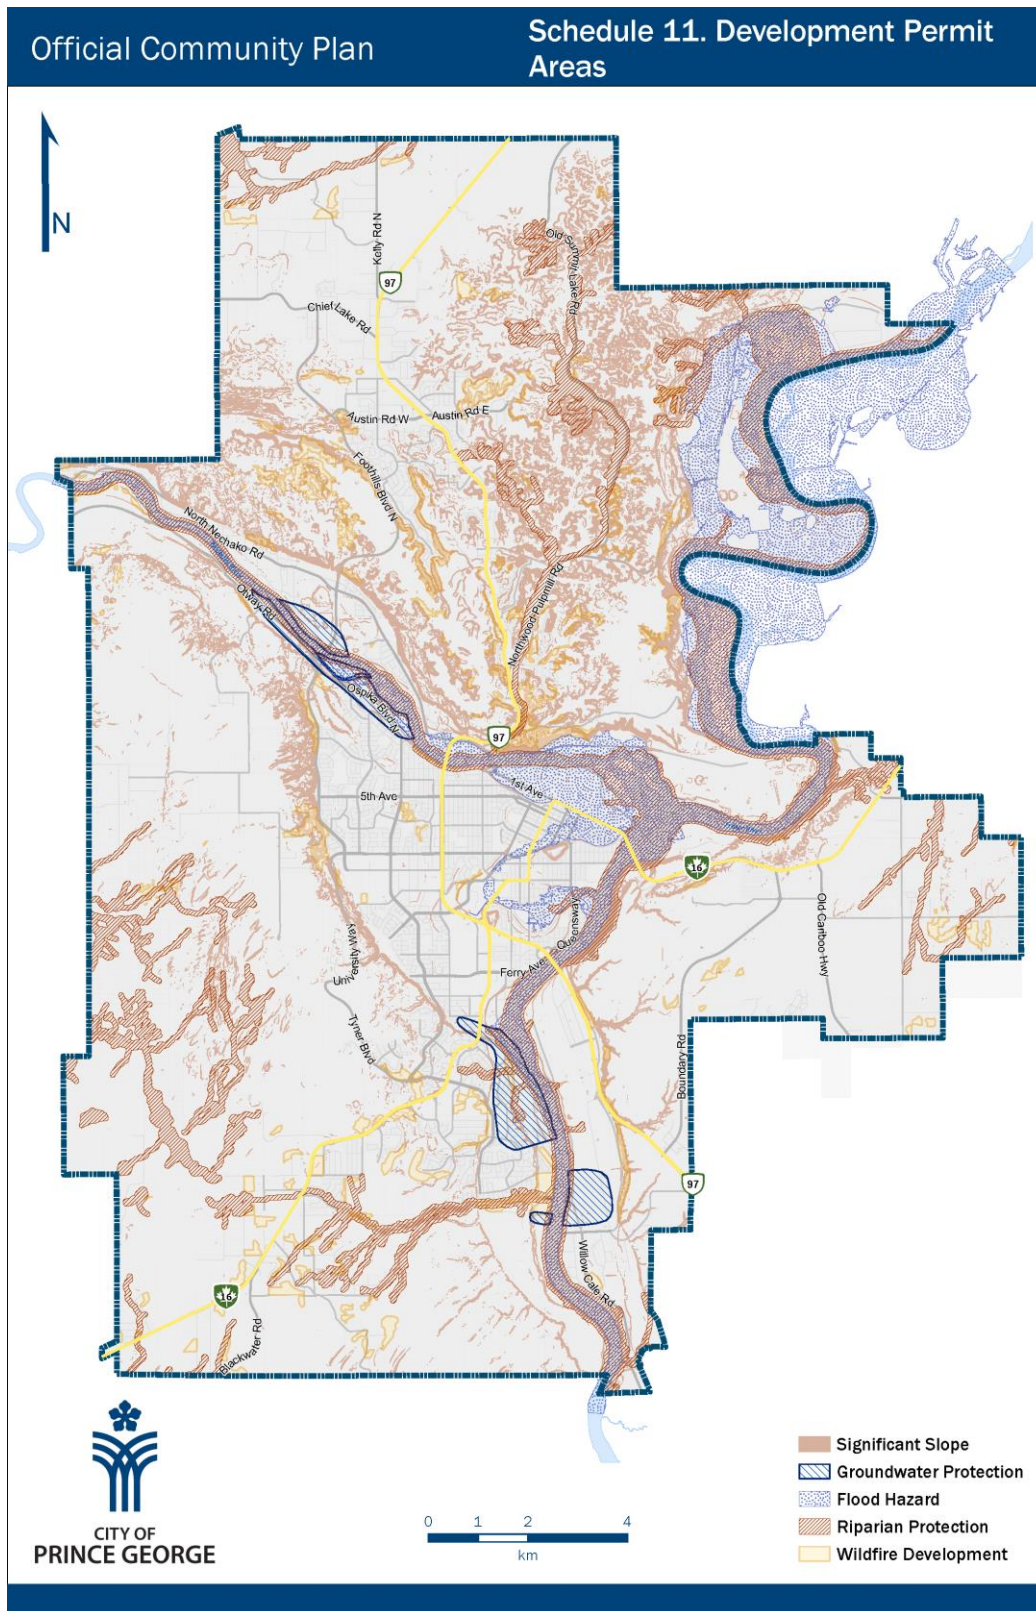 Official Community Plan
Schedule 11. Development Permit
Areas
N
Kelly Rd N
Old Summit Lake Rd
97
Chief Lake Rd
Austin Rd W
Austin Rd E
Foothills Blvd N
North Nechako Rd
Otway Rd
Northwood Pulpmill Rd
Ospika Blvd N
97
1st Ave
5th Ave
16
Old Cariboo Hwy
Queensway
University Way
Ferry Ave
Tyner Blvd
Boundary Rd
97
Willow Cale Rd
16
Blackwater Rd
CITY OF
PRINCE GEORGE
0 1 2 4
km
Significant Slope
Groundwater Protection
Flood Hazard
Riparian Protection
Wildfire Development